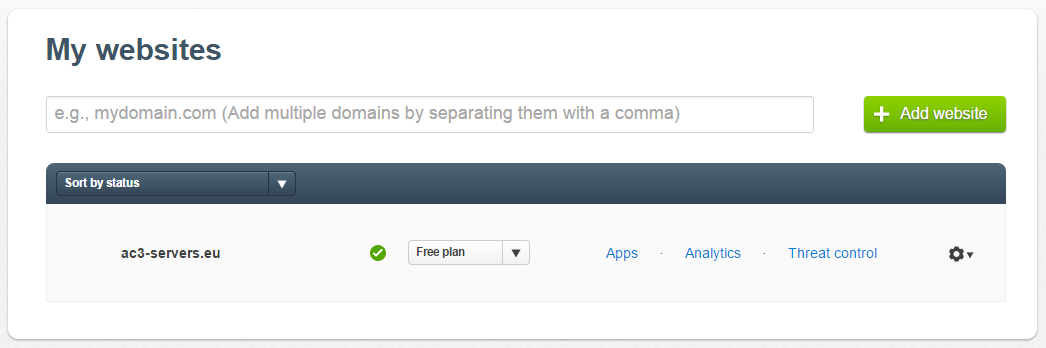 My websites
e.g., mydomain.com (Add multiple domains by separating them with a comma)
Add website
Sort by status
ac3-servers.eu Free plan Apps · Analytics · Threat control